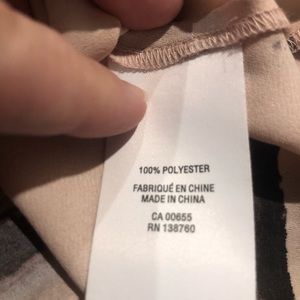 100% POLYESTER
FABRIQUÉ EN CHINE
MADE IN CHINA
CA 00655
RN 138760